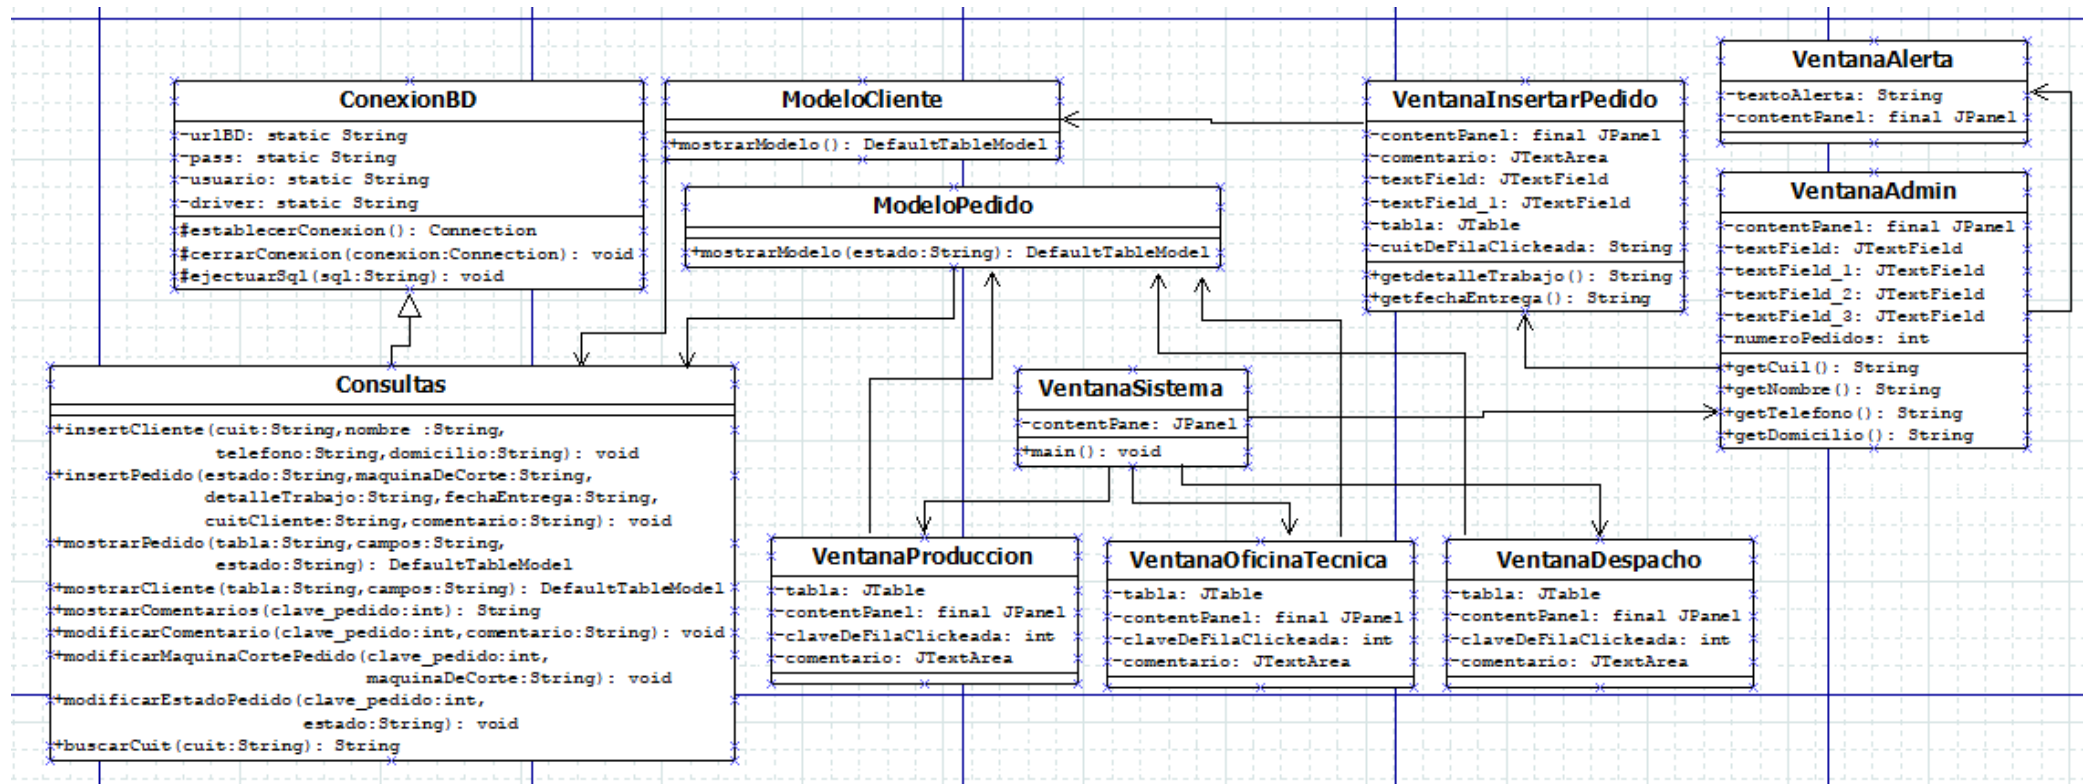 ConexionBD
-urlBD: static String
-pass: static String
-usuario: static String
-driver: static String
#establecerConexion(): Connection
#cerrarConexion(conexion:Connection): void
#ejectuarSql(sql:String): void
ModeloCliente
+mostrarModelo(): DefaultTableModel
ModeloPedido
+mostrarModelo(estado:String): DefaultTableModel
VentanaInsertarPedido
-contentPanel: final JPanel
-comentario: JTextArea
-textField: JTextField
-textField_1: JTextField
-tabla: JTable
-cuitDeFilaClickeada: String
+getdetalleTrabajo(): String
+getfechaEntrega(): String
VentanaAlerta
-textoAlerta: String
-contentPanel: final JPanel
VentanaAdmin
-contentPanel: final JPanel
-textField: JTextField
-textField_1: JTextField
-textField_2: JTextField
-textField_3: JTextField
-numeroPedidos: int
+getCuil(): String
+getNombre(): String
+getTelefono(): String
+getDomicilio(): String
Consultas
+insertCliente(cuit:String,nombre :String,
telefono:String,domicilio:String): void
+insertPedido(estado:String,maquinaDeCorte:String,
detalleTrabajo:String,fechaEntrega:String,
cuitCliente:String,comentario:String): void
+mostrarPedido(tabla:String,campos:String,
estado:String): DefaultTableModel
+mostrarCliente(tabla:String,campos:String): DefaultTableModel
+mostrarComentarios(clave_pedido:int): String
+modificarComentario(clave_pedido:int,comentario:String): void
+modificarMaquinaCortePedido(clave_pedido:int,
maquinaDeCorte:String): void
+modificarEstadoPedido(clave_pedido:int,
estado:String): void
+buscarCuit(cuit:String): String
VentanaSistema
-contentPane: JPanel
+main(): void
VentanaProduccion
-tabla: JTable
-contentPanel: final JPanel
-claveDeFilaClickeada: int
-comentario: JTextArea
VentanaOficinaTecnica
-tabla: JTable
-contentPanel: final JPanel
-claveDeFilaClickeada: int
-comentario: JTextArea
VentanaDespacho
-tabla: JTable
-contentPanel: final JPanel
-claveDeFilaClickeada: int
-comentario: JTextArea